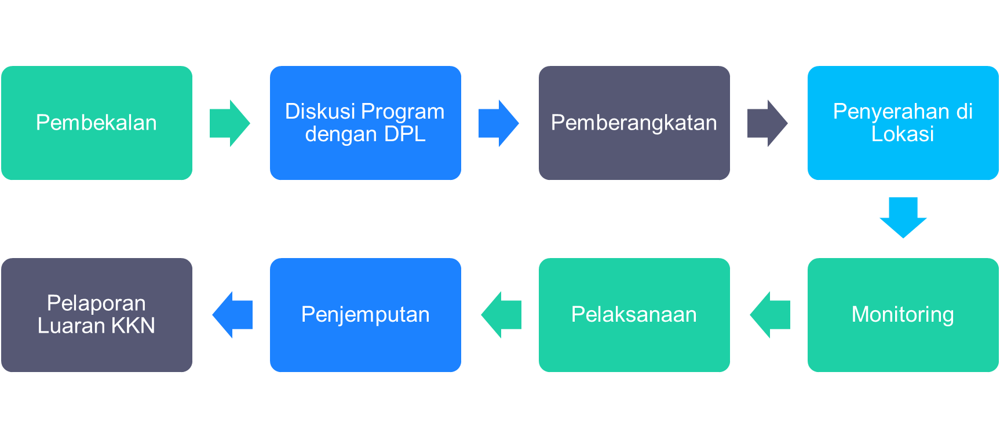 Pembekalan
Diskusi Program
dengan DPL
Pemberangkatan
Penyerahan di
Lokasi
Monitoring
Pelaksanaan
Penjemputan
Pelaporan
Luaran KKN